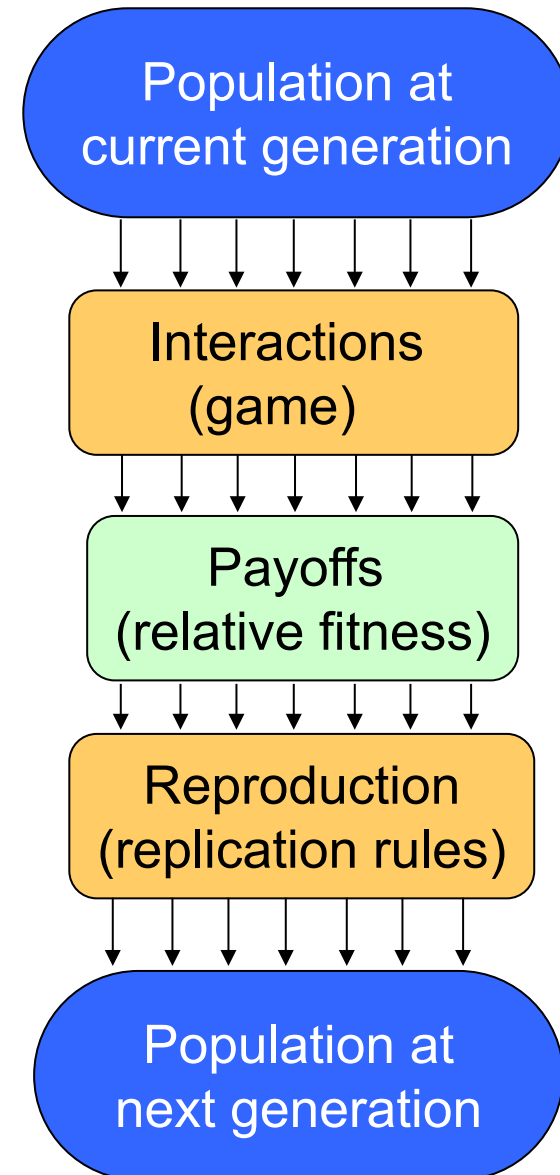 Population at
current generation
Interactions
(game)
Payoffs
(relative fitness)
Reproduction
(replication rules)
Population at
next generation